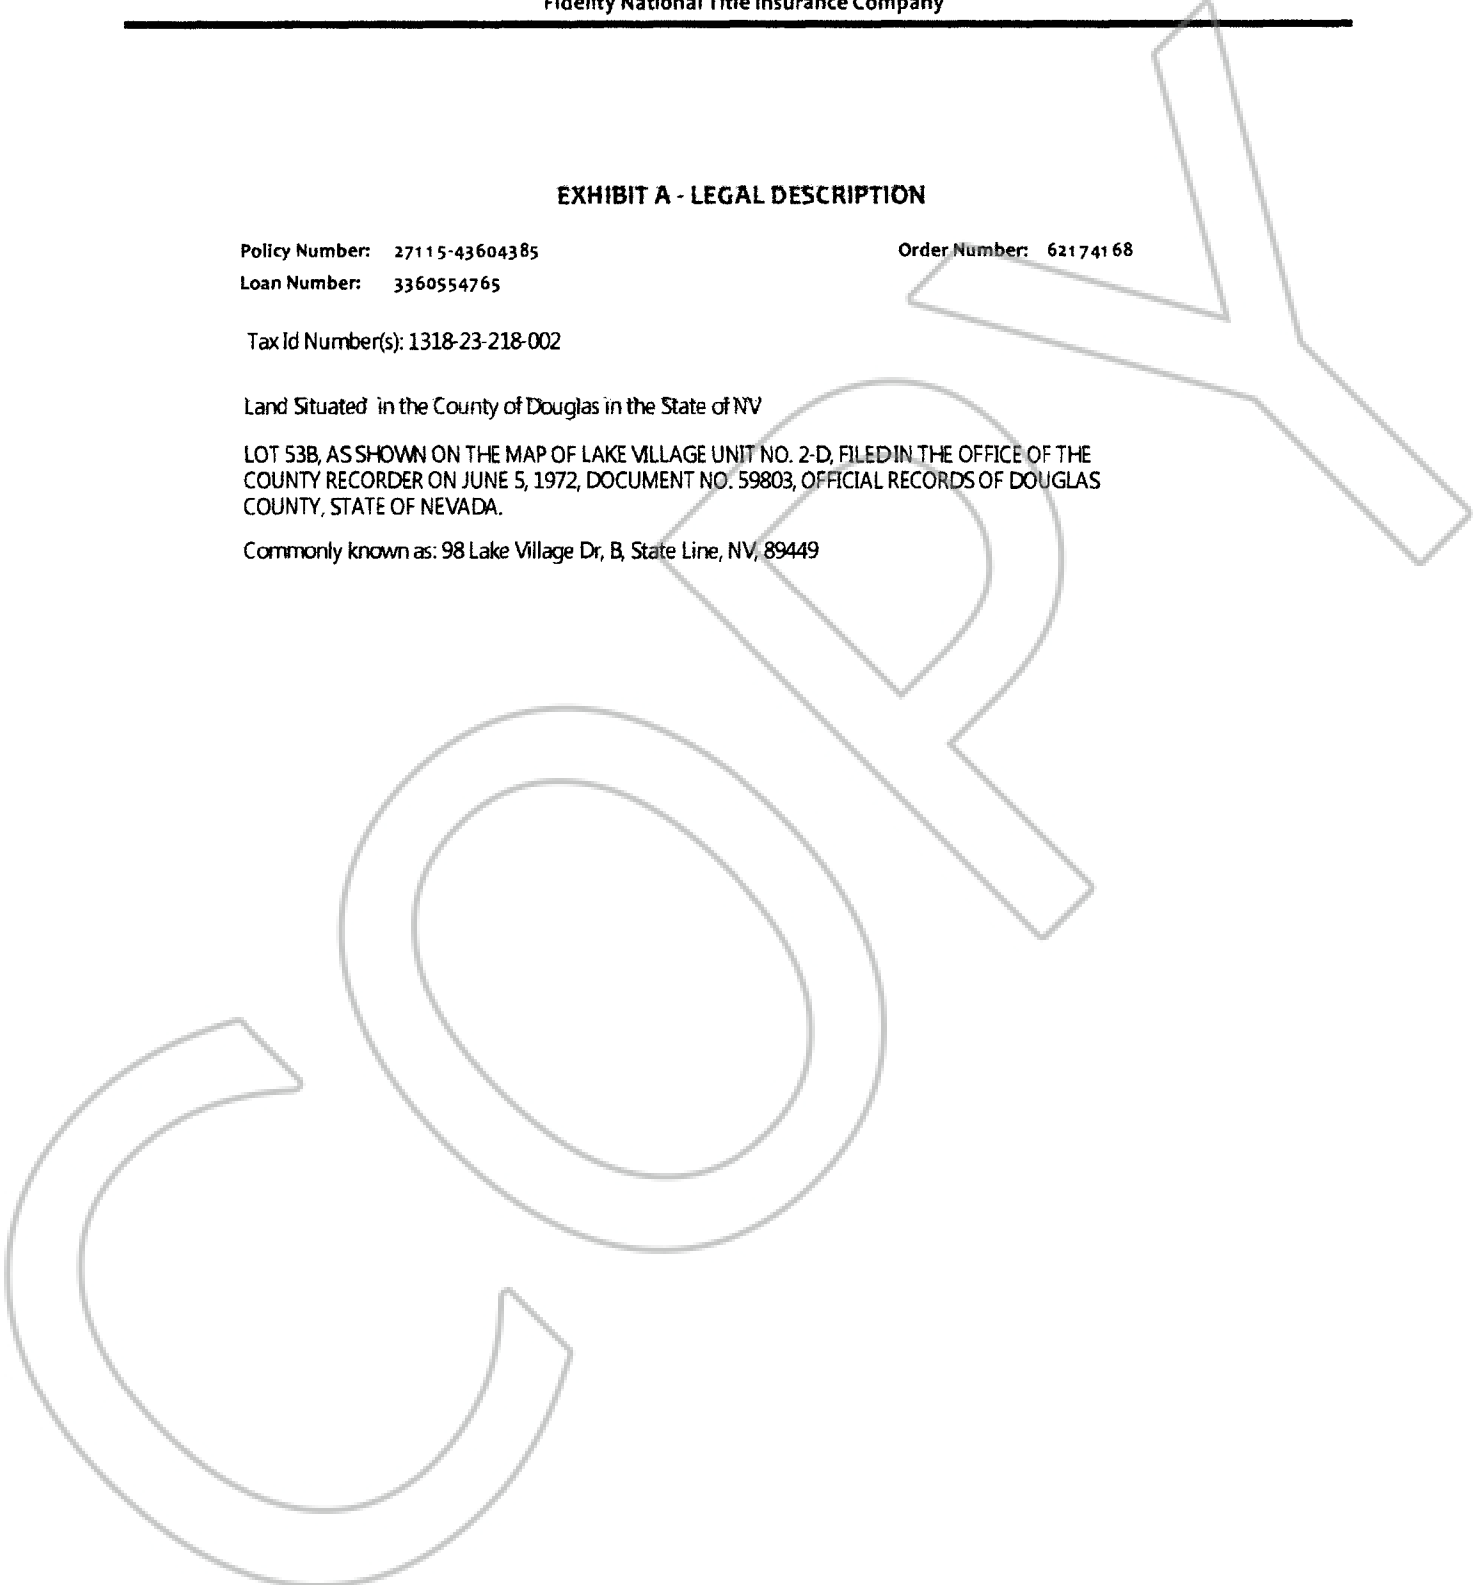 Fidelity National Title Insurance Company
EXHIBIT A - LEGAL DESCRIPTION
Policy Number: 27115-43604385 Order Number: 62174168
Loan Number: 3360554765
Tax Id Number(s): 1318-23-218-002
Land Situated in the County of Douglas in the State of NV
LOT 53B, AS SHOWN ON THE MAP OF LAKE VILLAGE UNIT NO. 2-D, FILED IN THE OFFICE OF THE
COUNTY RECORDER ON JUNE 5, 1972, DOCUMENT NO. 59803, OFFICIAL RECORDS OF DOUGLAS
COUNTY, STATE OF NEVADA.
Commonly known as: 98 Lake Village Dr, B, State Line, NV, 89449
COPY